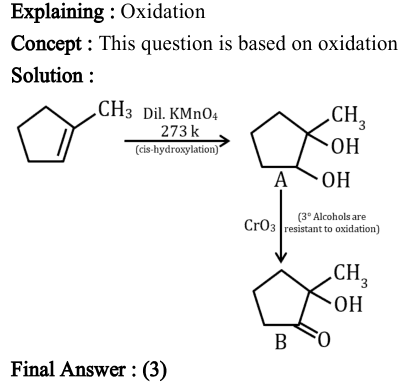 Explaining : Oxidation
Concept : This question is based on oxidation
Solution :
CH3 Dil. KMnO4
273 k
(cis-hydroxylation)
CH3
OH
A OH
CrO3 (3° Alcohols are
resistant to oxidation)
CH3
OH
B O
Final Answer : (3)